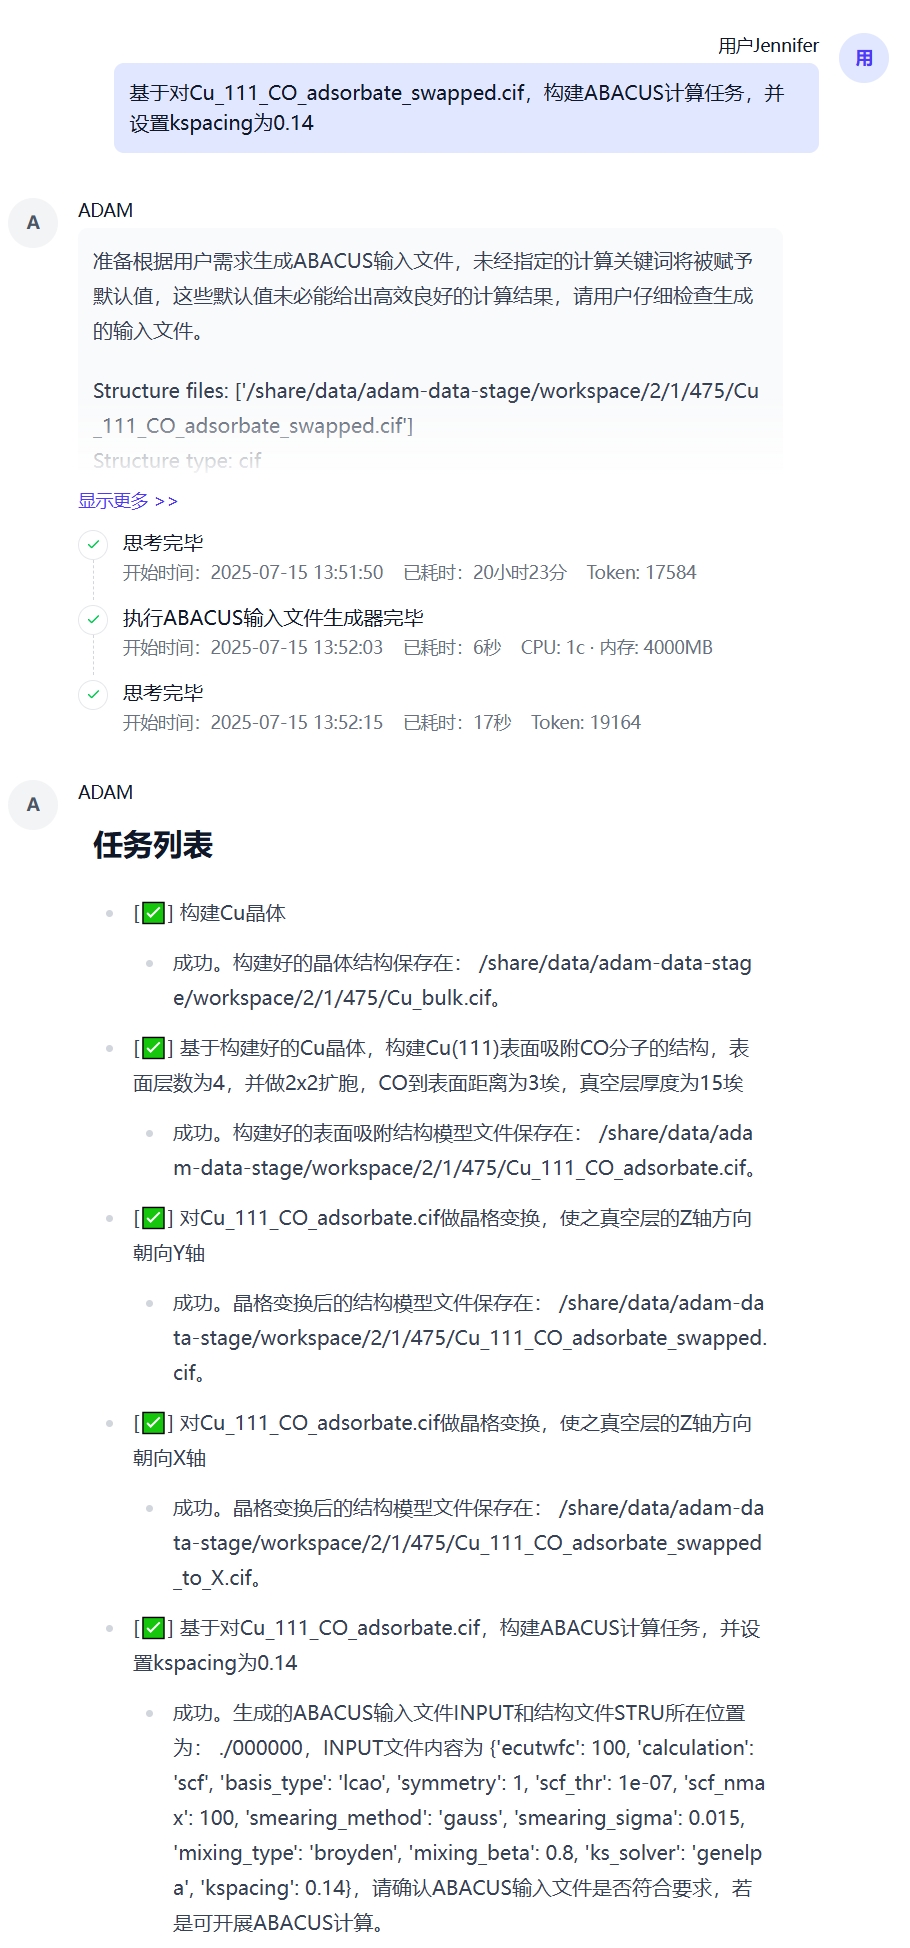 用户Jennifer
用
基于对Cu_111_CO_adsorbate_swapped.cif，构建ABACUS计算任务，并
设置kspacing为0.14
A
ADAM
准备根据用户需求生成ABACUS输入文件，未经指定的计算关键词将被赋予
默认值，这些默认值未必能给出高效良好的计算结果，请用户仔细检查生成
的输入文件。
Structure files: ['/share/data/adam-data-stage/workspace/2/1/475/Cu
_111_CO_adsorbate_swapped.cif']
Structure type: cif
显示更多 >>
思考完毕
开始时间：2025-07-15 13:51:50 已耗时：20小时23分 Token: 17584
执行ABACUS输入文件生成器完毕
开始时间：2025-07-15 13:52:03 已耗时：6秒 CPU: 1c · 内存: 4000MB
思考完毕
开始时间：2025-07-15 13:52:15 已耗时：17秒 Token: 19164
A
ADAM
任务列表
[✅] 构建Cu晶体
成功。构建好的晶体结构保存在： /share/data/adam-data-stag
e/workspace/2/1/475/Cu_bulk.cif。
[✅] 基于构建好的Cu晶体，构建Cu(111)表面吸附CO分子的结构，表
面层数为4，并做2x2扩胞，CO到表面距离为3埃，真空层厚度为15埃
成功。构建好的表面吸附结构模型文件保存在： /share/data/ada
m-data-stage/workspace/2/1/475/Cu_111_CO_adsorbate.cif。
[✅] 对Cu_111_CO_adsorbate.cif做晶格变换，使之真空层的Z轴方向
朝向Y轴
成功。晶格变换后的结构模型文件保存在： /share/data/adam-da
ta-stage/workspace/2/1/475/Cu_111_CO_adsorbate_swapped.
cif。
[✅] 对Cu_111_CO_adsorbate.cif做晶格变换，使之真空层的Z轴方向
朝向X轴
成功。晶格变换后的结构模型文件保存在： /share/data/adam-da
ta-stage/workspace/2/1/475/Cu_111_CO_adsorbate_swapped
_to_X.cif。
[✅] 基于对Cu_111_CO_adsorbate.cif，构建ABACUS计算任务，并设
置kspacing为0.14
成功。生成的ABACUS输入文件INPUT和结构文件STRU所在位置
为： ./000000，INPUT文件内容为 {'ecutwfc': 100, 'calculation':
'scf', 'basis_type': 'lcao', 'symmetry': 1, 'scf_thr': 1e-07, 'scf_nma
x': 100, 'smearing_method': 'gauss', 'smearing_sigma': 0.015,
'mixing_type': 'broyden', 'mixing_beta': 0.8, 'ks_solver': 'genelp
a', 'kspacing': 0.14}，请确认ABACUS输入文件是否符合要求，若
是可开展ABACUS计算。